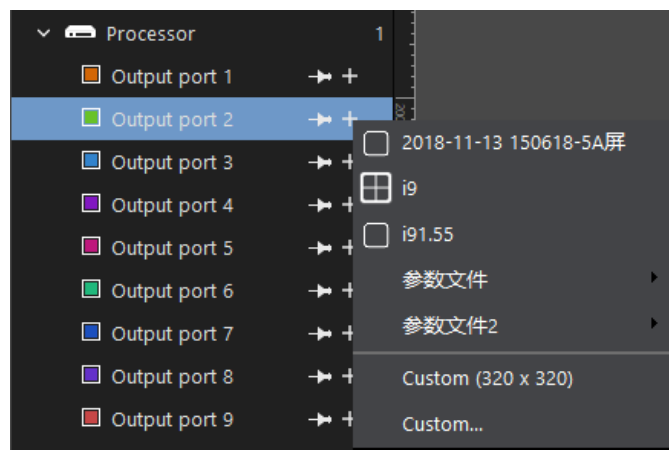 Processor 1
Output port 1
Output port 2
Output port 3
Output port 4
Output port 5
Output port 6
Output port 7
Output port 8
Output port 9
200
2018-11-13 150618-5A屏
i9
i91.55
参数文件
参数文件2
Custom (320 x 320)
Custom...